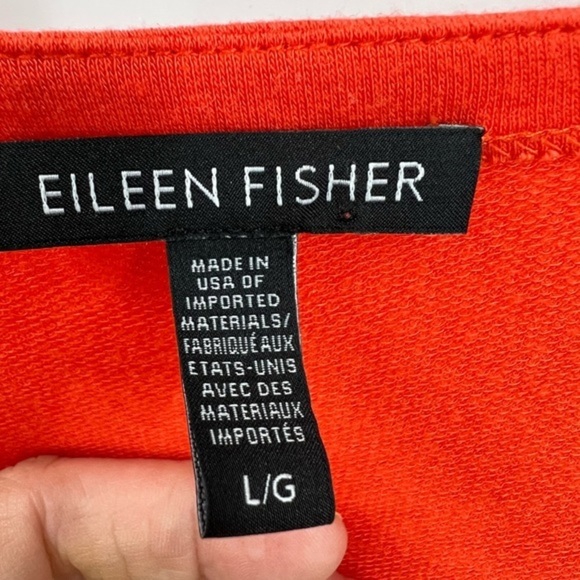 EILEEN FISHER
MADE IN
USA OF
IMPORTED
MATERIALS/
FABRIQUÉ AUX
ETATS-UNIS
AVEC DES
MATERIAUX
IMPORTÉS
L/G